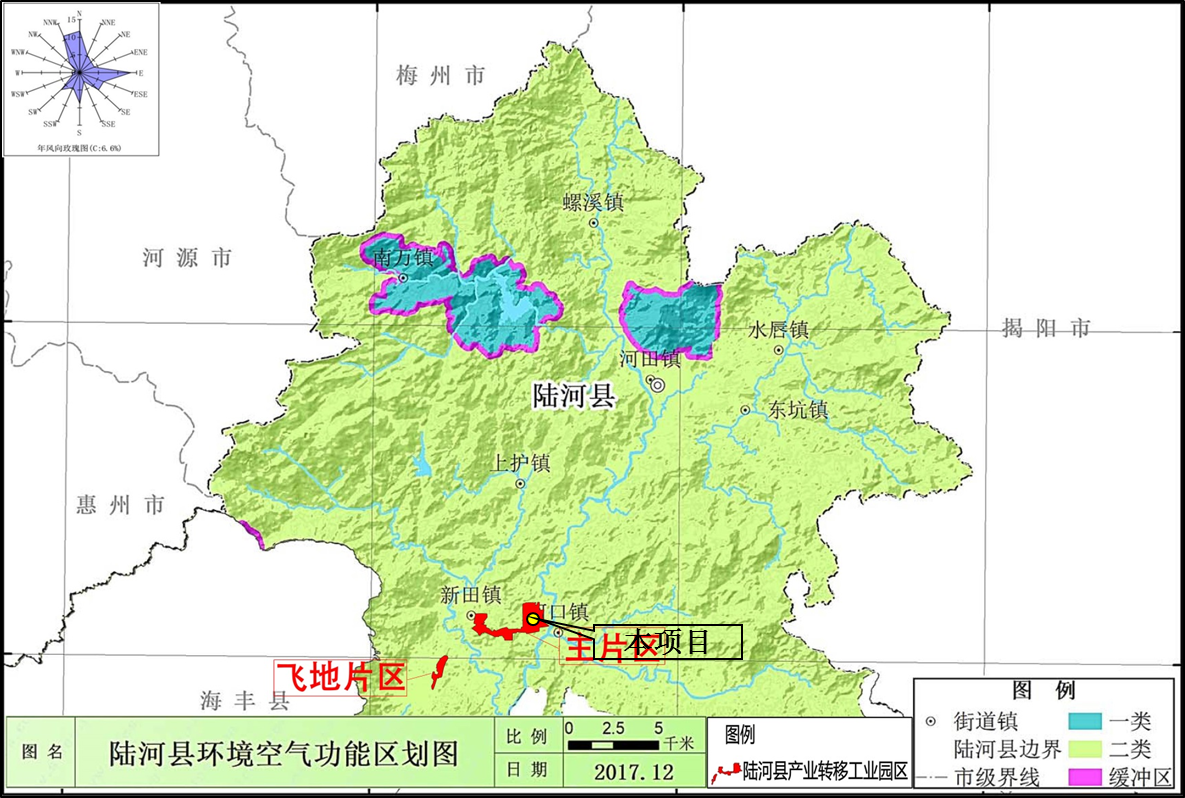 N
NNE
NE
ENE
E
ESE
SE
SSE
S
SSW
SW
WSW
W
WNW
NW
NNW
15
10
5
年风向玫瑰图(C:6.6%)
梅州市
河源市
螺溪镇
南万镇
水唇镇
揭阳市
河田镇
陆河县
东坑镇
上护镇
惠州市
新田镇
口镇
本项目
主片区
飞地片区
海丰县
图名
陆河县环境空气功能区划图
比例
0 2.5 5
千米
日期
2017.12
图例
陆河县产业转移工业园区
图 例
街道镇
一类
陆河县边界
二类
市级界线
缓冲区